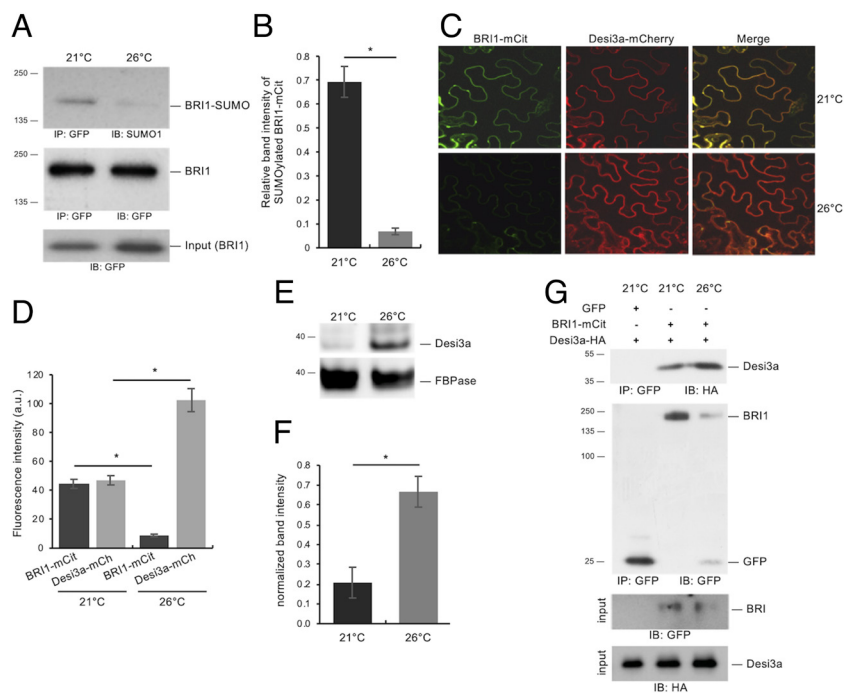 A
21°C 26°C
250
BRI1-SUMO
135
IP: GFP IB: SUMO1
250
BRI1
135
IP: GFP IB: GFP
Input (BRI1)
IB: GFP
B
Relative band intensity of
SUMOylated BRI1-mCit
0.8
0.7
0.6
0.5
0.4
0.3
0.2
0.1
0
*
21°C 26°C
C
BRI1-mCit Desi3a-mCherry Merge
21°C
26°C
D
Fluorescence intensity (a.u.)
120
100
80
60
40
20
0
*
*
BRI1-mCit
Desi3a-mCh
BRI1-mCit
Desi3a-mCh
21°C 26°C
E
21°C 26°C
40
Desi3a
40
FBPase
F
normalized band intensity
0.8
0.7
0.6
0.5
0.4
0.3
0.2
0.1
0
*
21°C 26°C
G
21°C 21°C 26°C
GFP + - -
BRI1-mCit - + +
Desi3a-HA + + +
55
Desi3a
35
IP: GFP IB: HA
250
BRI1
135
100
25
GFP
IP: GFP IB: GFP
input
BRI
IB: GFP
input
Desi3a
IB: HA